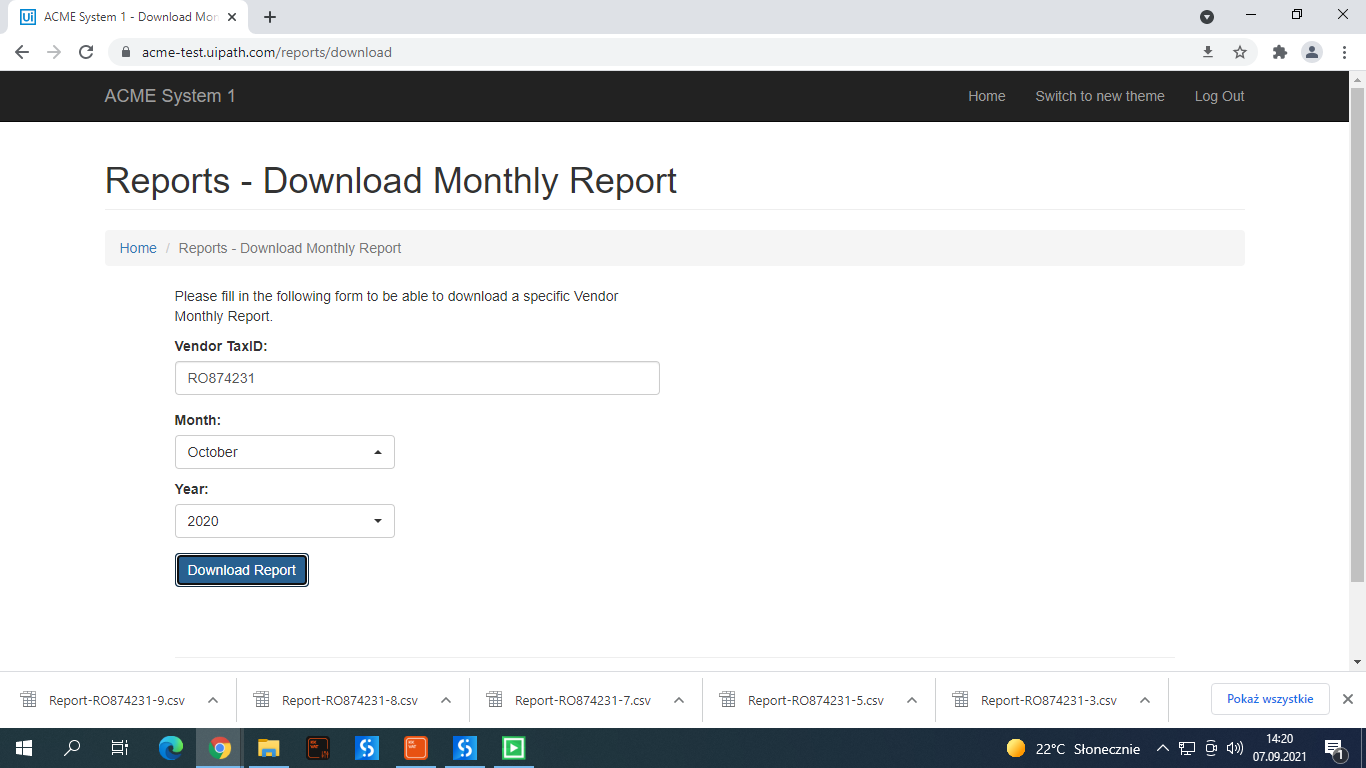 Ui ACME System 1 - Download Mon
acme-test.uipath.com/reports/download
ACME System 1
Home
Switch to new theme
Log Out
Reports - Download Monthly Report
Home / Reports - Download Monthly Report
Please fill in the following form to be able to download a specific Vendor
Monthly Report.
Vendor TaxID:
RO874231
Month:
October
Year:
2020
Download Report
Report-RO874231-9.csv
Report-RO874231-8.csv
Report-RO874231-7.csv
Report-RO874231-5.csv
Report-RO874231-3.csv
Pokaż wszystkie
22°C Słonecznie
14:20
07.09.2021
1